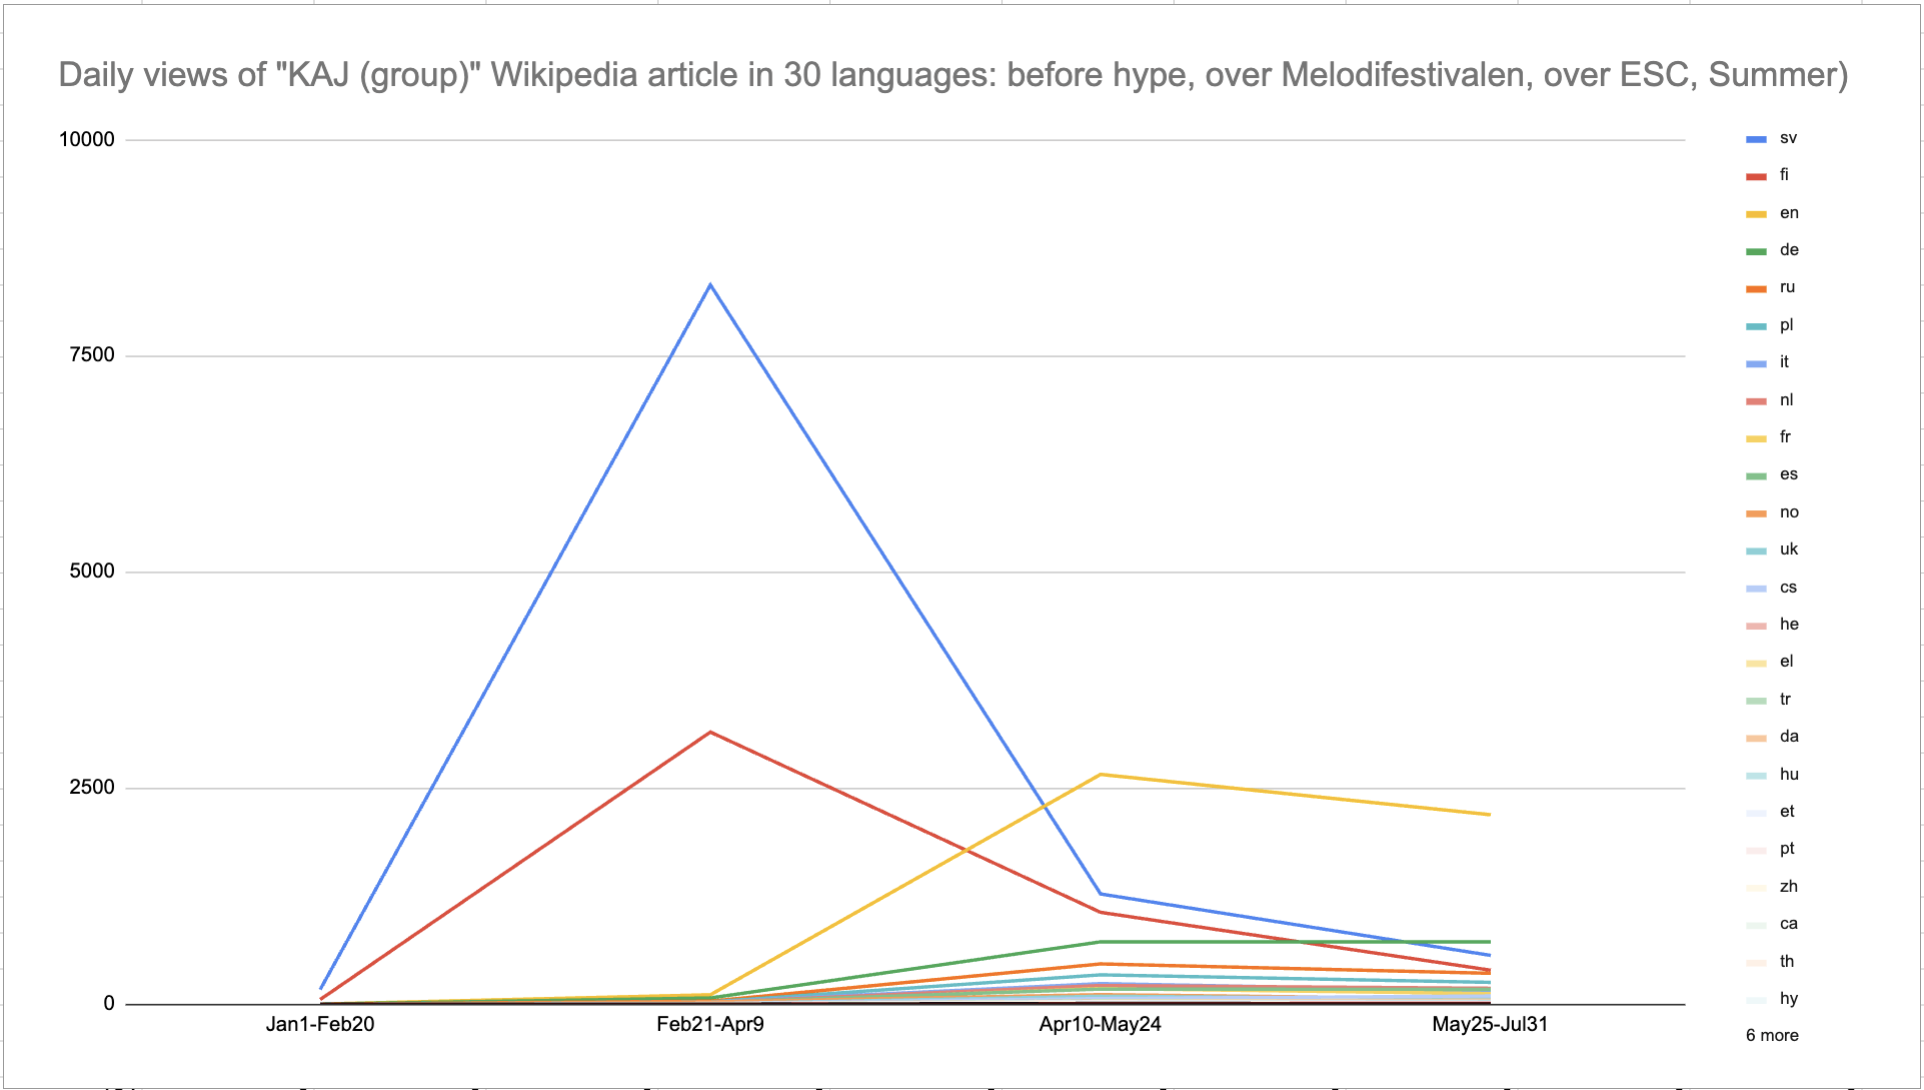 Daily views of "KAJ (group)" Wikipedia article in 30 languages: before hype, over Melodifestivalen, over ESC, Summer)
10000
7500
5000
2500
0
Jan1-Feb20
Feb21-Apr9
Apr10-May24
May25-Jul31
sv
fi
en
de
ru
pl
it
nl
fr
es
no
uk
cs
he
el
tr
da
hu
et
pt
zh
ca
th
hy
6 more